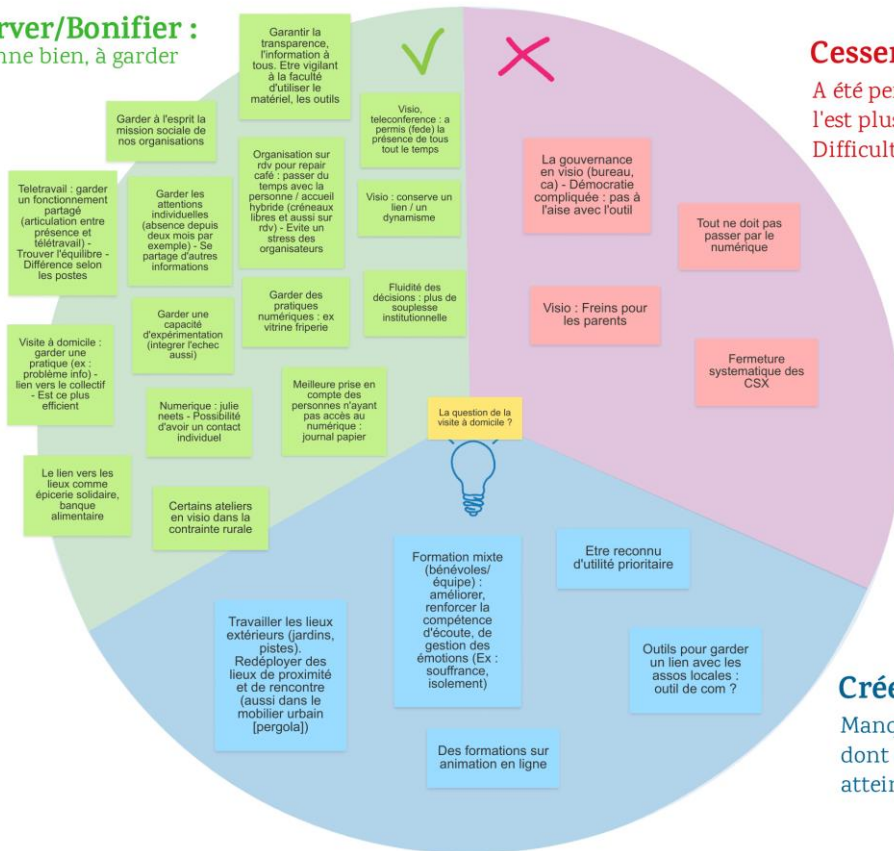 rver/Bonifier :
nne bien, à garder
Garantir la
transparence,
l'information à
tous. Etre vigilant
à la faculté
d'utiliser le
matériel, les outils
Garder à l'esprit la
mission sociale de
nos organisations
Visio,
teleconference : a
permis (fede) la
présence de tous
tout le temps
Teletravail : garder
un fonctionnement
partagé
(articulation entre
présence et
télétravail) -
Trouver l'équilibre -
Différence selon
les postes
Garder les
attentions
individuelles
(absence depuis
deux mois par
exemple) - Se
partage d'autres
informations
Organisation sur
rdv pour repair
café : passer du
temps avec la
personne / accueil
hybride (créneaux
libres et aussi sur
rdv) - Evite un
stress des
organisateurs
Visio : conserve un
lien / un
dynamisme
Visite à domicile :
garder une
pratique (ex :
problème info) -
lien vers le collectif
- Est ce plus
efficient
Garder une
capacité
d'expérimentation
(integrer l'echec
aussi)
Garder des
pratiques
numériques : ex
vitrine friperie
Fluidité des
décisions : plus de
souplesse
institutionnelle
Numerique : julie
neets - Possibilité
d'avoir un contact
individuel
Meilleure prise en
compte des
personnes n'ayant
pas accès au
numérique :
journal papier
Le lien vers les
lieux comme
épicerie solidaire,
banque
alimentaire
Certains ateliers
en visio dans la
contrainte rurale
La question de la
visite à domicile ?
Cesser
A été pe
l'est plus
Difficult
La gouvernance
en visio (bureau,
ca) - Démocratie
compliquée : pas à
l'aise avec l'outil
Tout ne doit pas
passer par le
numérique
Visio : Freins pour
les parents
Fermeture
systematique des
CSX
Formation mixte
(bénévoles/
équipe) :
améliorer,
renforcer la
compétence
d'écoute, de
gestion des
émotions (Ex :
souffrance,
isolement)
Etre reconnu
d'utilité prioritaire
Travailler les lieux
extérieurs (jardins,
pistes).
Redéployer des
lieux de proximité
et de rencontre
(aussi dans le
mobilier urbain
[pergola])
Outils pour garder
un lien avec les
assos locales :
outil de com ?
Des formations sur
animation en ligne
Crée
Manq
dont
attein